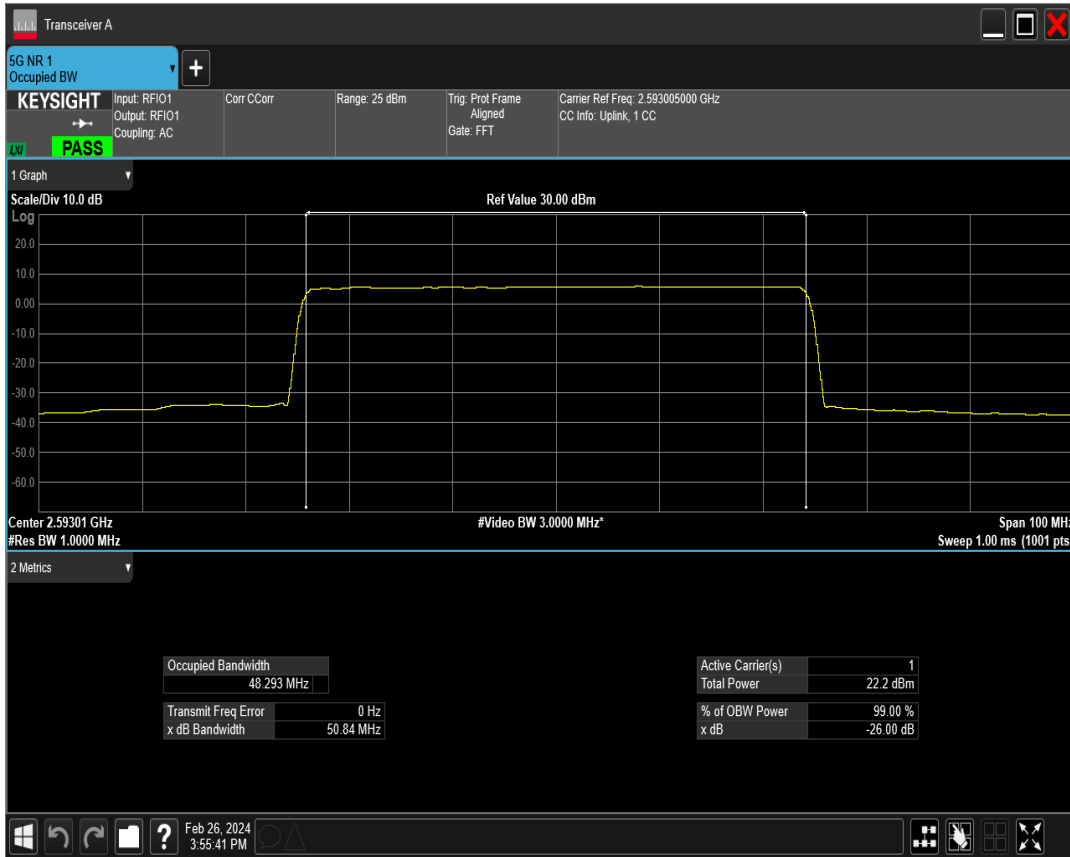 Transceiver A
5G NR 1
Occupied BW
KEYSIGHT
LXI
PASS
Input: RFIO1
Output: RFIO1
Coupling: AC
Corr CCorr
Range: 25 dBm
Trig: Prot Frame
Aligned
Gate: FFT
Carrier Ref Freq: 2.593005000 GHz
CC Info: Uplink, 1 CC
1 Graph
Scale/Div 10.0 dB
Ref Value 30.00 dBm
Log
20.0
10.0
0.00
-10.0
-20.0
-30.0
-40.0
-50.0
-60.0
Center 2.59301 GHz
#Video BW 3.0000 MHz*
Span 100 MHz
#Res BW 1.0000 MHz
Sweep 1.00 ms (1001 pts
2 Metrics
Occupied Bandwidth
48.293 MHz
Transmit Freq Error 0 Hz
x dB Bandwidth 50.84 MHz
Active Carrier(s) 1
Total Power 22.2 dBm
% of OBW Power 99.00 %
x dB -26.00 dB
?
Feb 26, 2024
3:55:41 PM